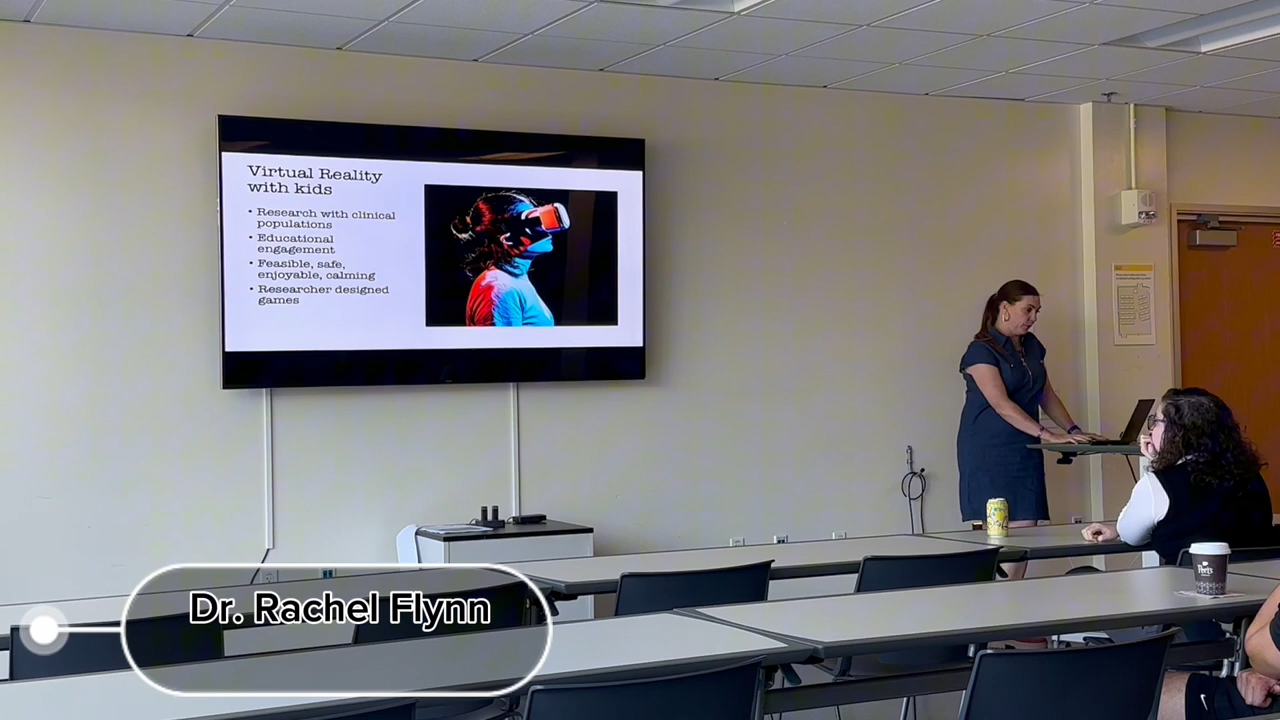 Virtual Reality
with kids
• Research with clinical
populations
• Educational
engagement
• Feasible, safe,
enjoyable, calming
• Researcher designed
games
Peet's
Dr. Rachel Flynn